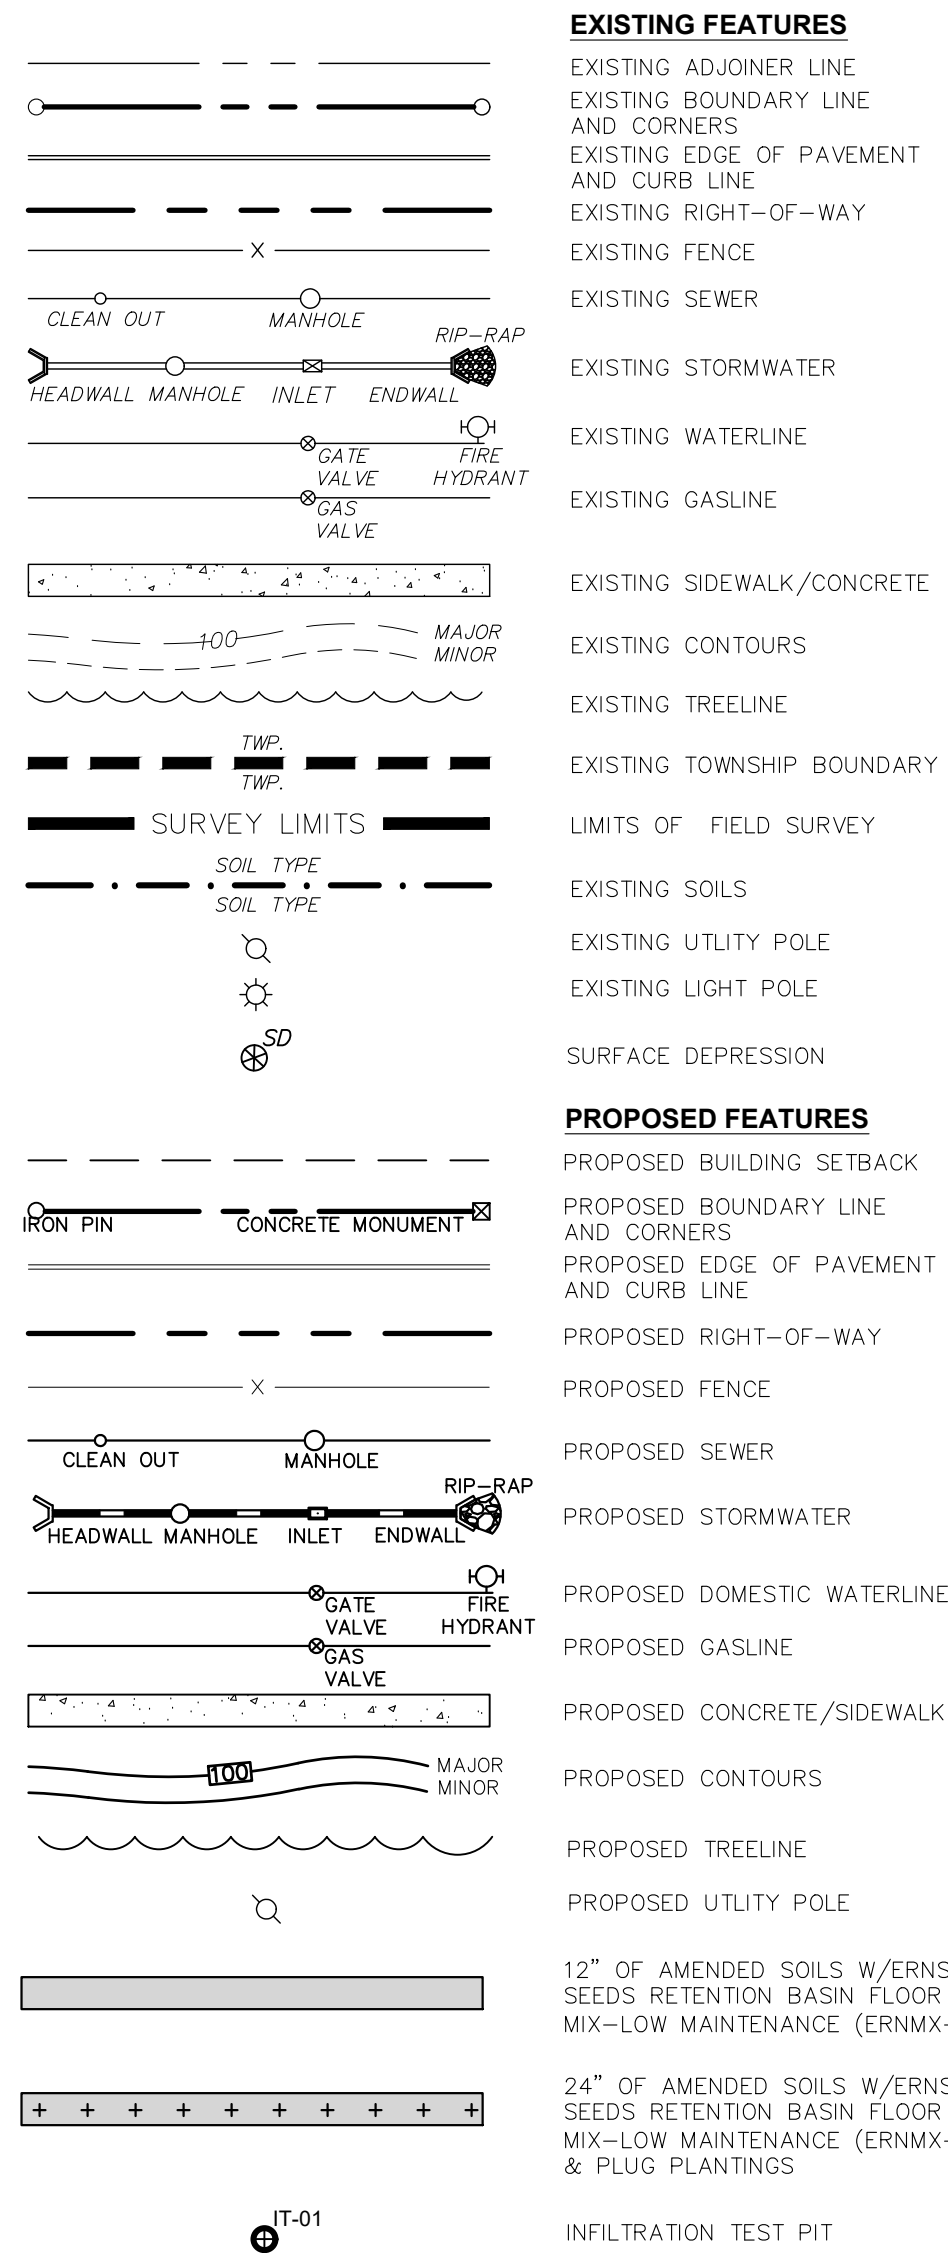 EXISTING FEATURES
EXISTING ADJOINER LINE
EXISTING BOUNDARY LINE
AND CORNERS
EXISTING EDGE OF PAVEMENT
AND CURB LINE
EXISTING RIGHT-OF-WAY
X
EXISTING FENCE
EXISTING SEWER
CLEAN OUT
MANHOLE
RIP-RAP
EXISTING STORMWATER
HEADWALL
MANHOLE
INLET
ENDWALL
EXISTING WATERLINE
GATE
VALVE
FIRE
HYDRANT
EXISTING GASLINE
GAS
VALVE
EXISTING SIDEWALK/CONCRETE
100
MAJOR
MINOR
EXISTING CONTOURS
EXISTING TREELINE
TWP.
TWP.
EXISTING TOWNSHIP BOUNDARY
SURVEY LIMITS
LIMITS OF FIELD SURVEY
SOIL TYPE
SOIL TYPE
EXISTING SOILS
EXISTING UTLITY POLE
EXISTING LIGHT POLE
SD
SURFACE DEPRESSION
PROPOSED FEATURES
PROPOSED BUILDING SETBACK
IRON PIN
CONCRETE MONUMENT
PROPOSED BOUNDARY LINE
AND CORNERS
PROPOSED EDGE OF PAVEMENT
AND CURB LINE
PROPOSED RIGHT-OF-WAY
X
PROPOSED FENCE
CLEAN OUT
MANHOLE
PROPOSED SEWER
RIP-RAP
HEADWALL
MANHOLE
INLET
ENDWALL
PROPOSED STORMWATER
GATE
VALVE
FIRE
HYDRANT
PROPOSED DOMESTIC WATERLINE
GAS
VALVE
PROPOSED GASLINE
PROPOSED CONCRETE/SIDEWALK
100
MAJOR
MINOR
PROPOSED CONTOURS
PROPOSED TREELINE
PROPOSED UTLITY POLE
12" OF AMENDED SOILS W/ERNS
SEEDS RETENTION BASIN FLOOR
MIX-LOW MAINTENANCE (ERNMX-
24" OF AMENDED SOILS W/ERNS
SEEDS RETENTION BASIN FLOOR
MIX-LOW MAINTENANCE (ERNMX-
& PLUG PLANTINGS
IT-01
INFILTRATION TEST PIT